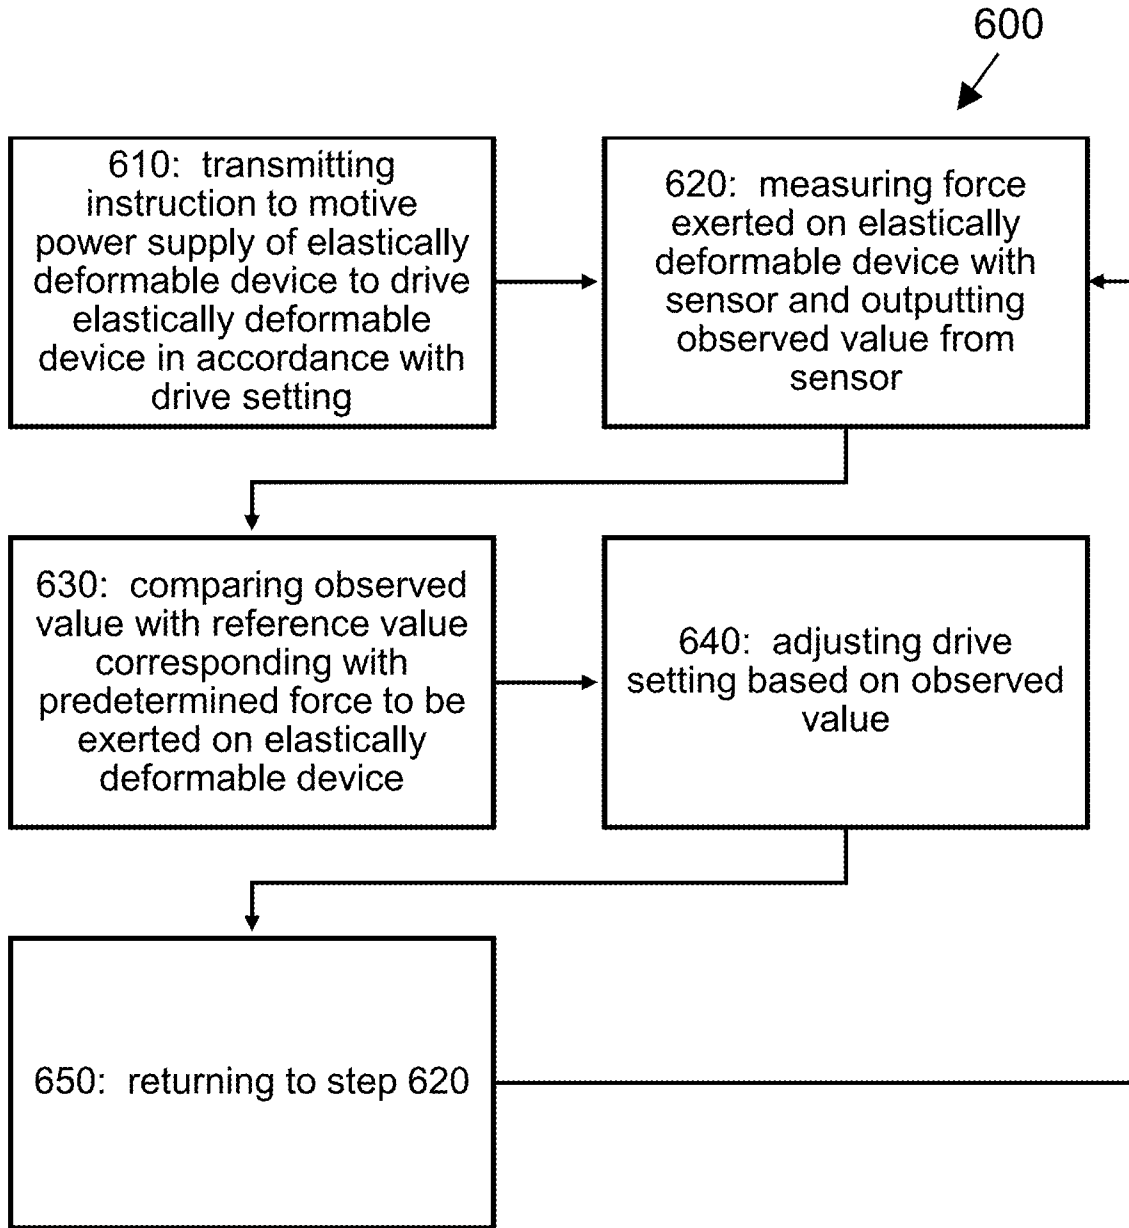 600
610: transmitting
instruction to motive
power supply of elastically
deformable device to drive
elastically deformable
device in accordance with
drive setting
620: measuring force
exerted on elastically
deformable device with
sensor and outputting
observed value from
sensor
630: comparing observed
value with reference value
corresponding with
predetermined force to be
exerted on elastically
deformable device
640: adjusting drive
setting based on observed
value
650: returning to step 620